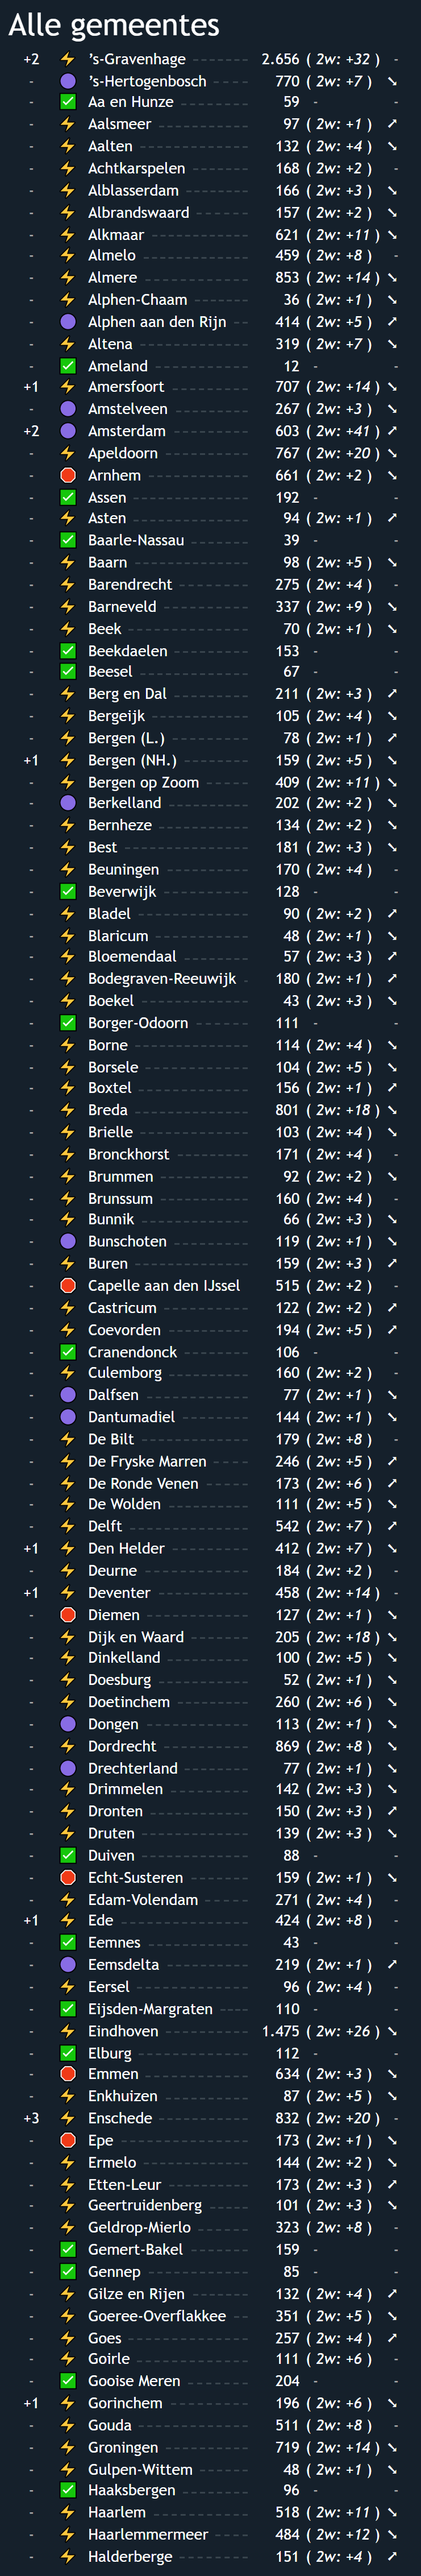 Alle gemeentes
+2 ’s-Gravenhage 2.656 ( 2w: +32 ) -
- ’s-Hertogenbosch 770 ( 2w: +7 )
- Aa en Hunze 59 - -
- Aalsmeer 97 ( 2w: +1 )
- Aalten 132 ( 2w: +4 )
- Achtkarspelen 168 ( 2w: +2 ) -
- Alblasserdam 166 ( 2w: +3 )
- Albrandswaard 157 ( 2w: +2 )
- Alkmaar 621 ( 2w: +11 )
- Almelo 459 ( 2w: +8 ) -
- Almere 853 ( 2w: +14 )
- Alphen-Chaam 36 ( 2w: +1 )
- Alphen aan den Rijn 414 ( 2w: +5 )
- Altena 319 ( 2w: +7 )
- Ameland 12 - -
+1 Amersfoort 707 ( 2w: +14 )
- Amstelveen 267 ( 2w: +3 )
+2 Amsterdam 603 ( 2w: +41 )
- Apeldoorn 767 ( 2w: +20 )
- Arnhem 661 ( 2w: +2 )
- Assen 192 - -
- Asten 94 ( 2w: +1 )
- Baarle-Nassau 39 - -
- Baarn 98 ( 2w: +5 )
- Barendrecht 275 ( 2w: +4 ) -
- Barneveld 337 ( 2w: +9 )
- Beek 70 ( 2w: +1 )
- Beekdaelen 153 - -
- Beesel 67 - -
- Berg en Dal 211 ( 2w: +3 )
- Bergeijk 105 ( 2w: +4 )
- Bergen (L.) 78 ( 2w: +1 )
+1 Bergen (NH.) 159 ( 2w: +5 )
- Bergen op Zoom 409 ( 2w: +11 )
- Berkelland 202 ( 2w: +2 )
- Bernheze 134 ( 2w: +2 )
- Best 181 ( 2w: +3 )
- Beuningen 170 ( 2w: +4 ) -
- Beverwijk 128 - -
- Bladel 90 ( 2w: +2 )
- Blaricum 48 ( 2w: +1 )
- Bloemendaal 57 ( 2w: +3 )
- Bodegraven-Reeuwijk 180 ( 2w: +1 )
- Boekel 43 ( 2w: +3 )
- Borger-Odoorn 111 - -
- Borne 114 ( 2w: +4 )
- Borsele 104 ( 2w: +5 )
- Boxtel 156 ( 2w: +1 )
- Breda 801 ( 2w: +18 )
- Brielle 103 ( 2w: +4 )
- Bronckhorst 171 ( 2w: +4 ) -
- Brummen 92 ( 2w: +2 )
- Brunssum 160 ( 2w: +4 ) -
- Bunnik 66 ( 2w: +3 )
- Bunschoten 119 ( 2w: +1 )
- Buren 159 ( 2w: +3 )
- Capelle aan den IJssel 515 ( 2w: +2 ) -
- Castricum 122 ( 2w: +2 )
- Coevorden 194 ( 2w: +5 )
- Cranendonck 106 - -
- Culemborg 160 ( 2w: +2 ) -
- Dalfsen 77 ( 2w: +1 )
- Dantumadiel 144 ( 2w: +1 )
- De Bilt 179 ( 2w: +8 ) -
- De Fryske Marren 246 ( 2w: +5 )
- De Ronde Venen 173 ( 2w: +6 )
- De Wolden 111 ( 2w: +5 )
- Delft 542 ( 2w: +7 )
+1 Den Helder 412 ( 2w: +7 )
- Deurne 184 ( 2w: +2 ) -
+1 Deventer 458 ( 2w: +14 ) -
- Diemen 127 ( 2w: +1 )
- Dijk en Waard 205 ( 2w: +18 )
- Dinkelland 100 ( 2w: +5 )
- Doesburg 52 ( 2w: +1 )
- Doetinchem 260 ( 2w: +6 )
- Dongen 113 ( 2w: +1 )
- Dordrecht 869 ( 2w: +8 )
- Drechterland 77 ( 2w: +1 )
- Drimmelen 142 ( 2w: +3 )
- Dronten 150 ( 2w: +3 )
- Druten 139 ( 2w: +3 )
- Duiven 88 - -
- Echt-Susteren 159 ( 2w: +1 )
- Edam-Volendam 271 ( 2w: +4 ) -
+1 Ede 424 ( 2w: +8 ) -
- Eemnes 43 - -
- Eemsdelta 219 ( 2w: +1 )
- Eersel 96 ( 2w: +4 ) -
- Eijsden-Margraten 110 - -
- Eindhoven 1.475 ( 2w: +26 )
- Elburg 112 - -
- Emmen 634 ( 2w: +3 )
- Enkhuizen 87 ( 2w: +5 )
+3 Enschede 832 ( 2w: +20 ) -
- Epe 173 ( 2w: +1 )
- Ermelo 144 ( 2w: +2 )
- Etten-Leur 173 ( 2w: +3 )
- Geertruidenberg 101 ( 2w: +3 )
- Geldrop-Mierlo 323 ( 2w: +8 ) -
- Gemert-Bakel 159 - -
- Gennep 85 - -
- Gilze en Rijen 132 ( 2w: +4 )
- Goeree-Overflakkee 351 ( 2w: +5 )
- Goes 257 ( 2w: +4 )
- Goirle 111 ( 2w: +6 ) -
- Gooise Meren 204 - -
+1 Gorinchem 196 ( 2w: +6 )
- Gouda 511 ( 2w: +8 ) -
- Groningen 719 ( 2w: +14 )
- Gulpen-Wittem 48 ( 2w: +1 )
- Haaksbergen 96 - -
- Haarlem 518 ( 2w: +11 )
- Haarlemmermeer 484 ( 2w: +12 )
- Halderberge 151 ( 2w: +4 )